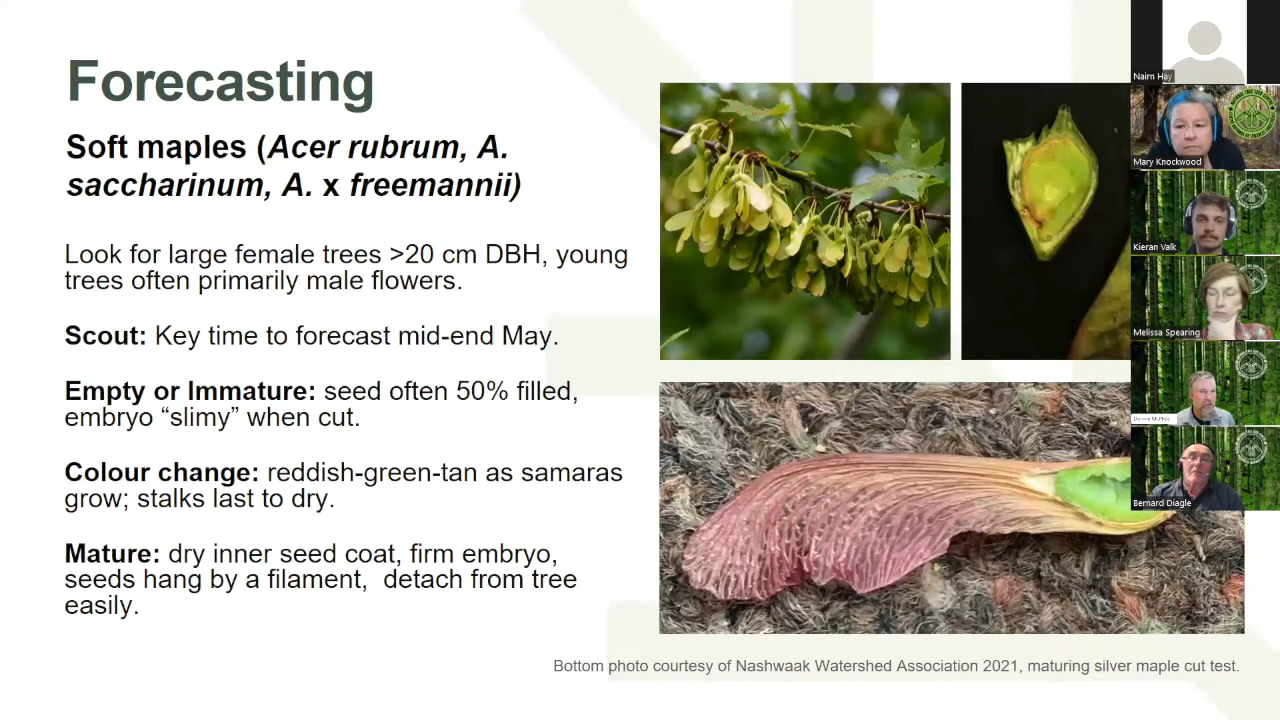 Forecasting
Soft maples (Acer rubrum, A.
saccharinum, A. x freemannii)
Look for large female trees >20 cm DBH, young
trees often primarily male flowers.
Scout: Key time to forecast mid-end May.
Empty or Immature: seed often 50% filled,
embryo “slimy” when cut.
Colour change: reddish-green-tan as samaras
grow; stalks last to dry.
Mature: dry inner seed coat, firm embryo,
seeds hang by a filament,  detach from tree
easily.
Bottom photo courtesy of Nashwaak Watershed Association 2021, maturing silver maple cut test.
Nairn Hay
Mary Knockwood
Kieran Valk
Melissa Spearing
Donnie McPhee
Bernard Diagle